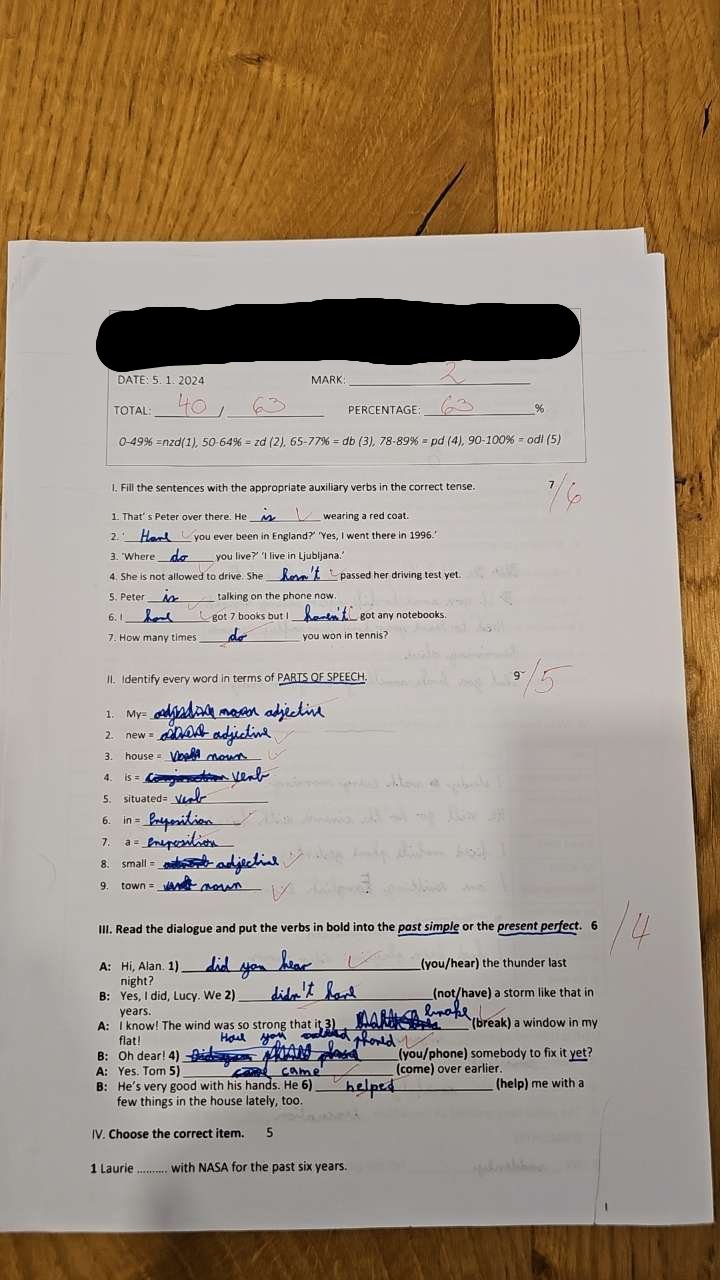 DATE: 5. 1. 2024 MARK: 2
TOTAL: 40 / 63 PERCENTAGE: 63 %
0-49% =nzd(1), 50-64% = zd (2), 65-77% = db (3), 78-89% = pd (4), 90-100% = odl (5)
I. Fill the sentences with the appropriate auxiliary verbs in the correct tense. 7 /6
1. That' s Peter over there. He is wearing a red coat.
2. ' Have you ever been in England?' 'Yes, I went there in 1996.'
3. 'Where do you live?' 'I live in Ljubljana.'
4. She is not allowed to drive. She hasn't passed her driving test yet.
5. Peter is talking on the phone now.
6. I have got 7 books but I haven't got any notebooks.
7. How many times do you won in tennis?
II. Identify every word in terms of PARTS OF SPEECH. 9 /5
1. My= adjective
2. new = adjective
3. house = noun
4. is = conjunction verb
5. situated= verb
6. in = Preposition
7. a = preposition
8. small = adjective
9. town = noun
III. Read the dialogue and put the verbs in bold into the past simple or the present perfect. 6 /4
A: Hi, Alan. 1) did you hear (you/hear) the thunder last
night?
B: Yes, I did, Lucy. We 2) didn't have (not/have) a storm like that in
years.
A: I know! The wind was so strong that it 3) broke (break) a window in my
flat!
Have you phoned
B: Oh dear! 4) (you/phone) somebody to fix it yet?
A: Yes. Tom 5) came (come) over earlier.
B: He's very good with his hands. He 6) helped (help) me with a
few things in the house lately, too.
IV. Choose the correct item. 5
1 Laurie .......... with NASA for the past six years.
1